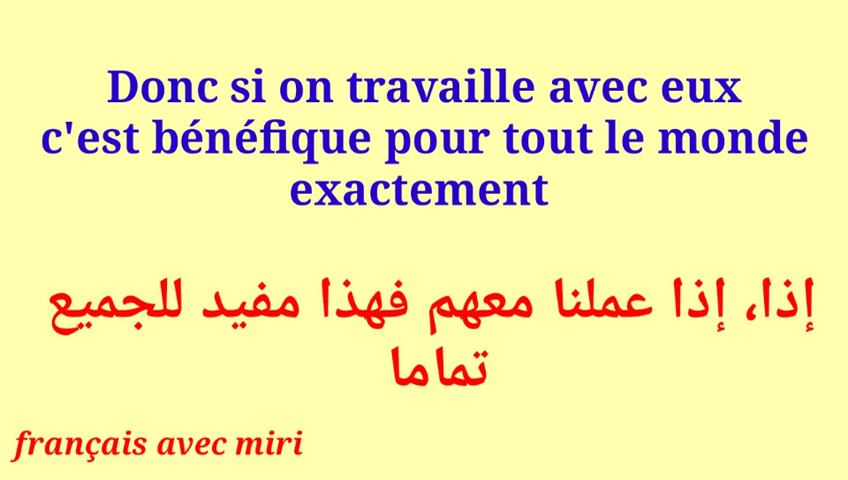 Donc si on travaille avec eux
c'est bénéfique pour tout le monde
exactement
إذا، إذا عملنا معهم فهذا مفيد للجميع
تماما
français avec miri